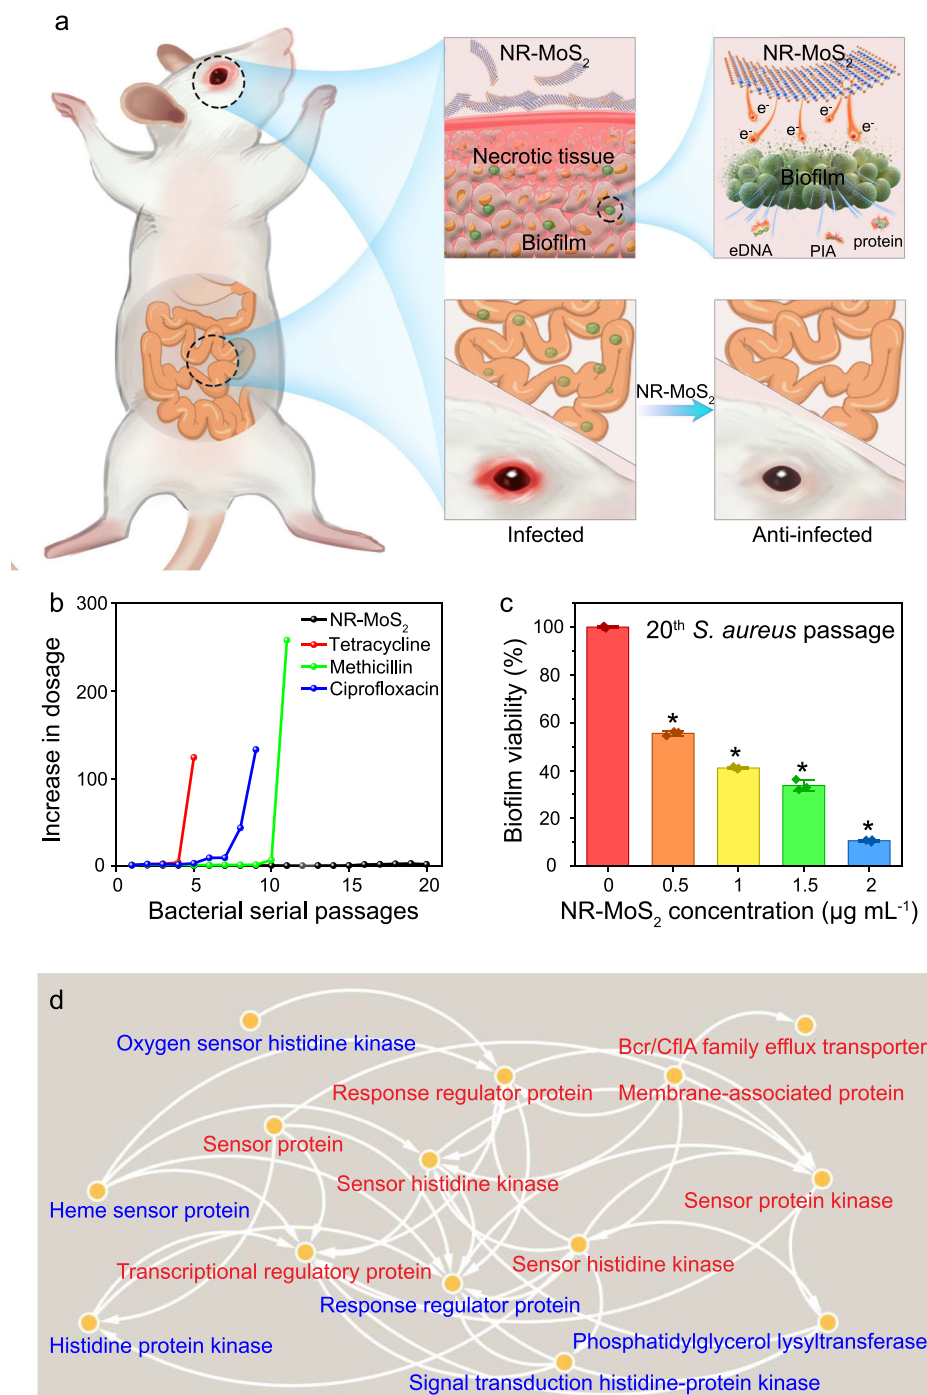 a
NR-MoS₂
Necrotic tissue
Biofilm
NR-MoS₂
e⁻
e⁻
e⁻
e⁻
e⁻
Biofilm
eDNA
PIA
protein
NR-MoS₂
Infected
Anti-infected
b
300
200
100
0
0
5
10
15
20
Increase in dosage
Bacterial serial passages
NR-MoS₂
Tetracycline
Methicillin
Ciprofloxacin
c
20ᵗʰ S. aureus passage
100
80
60
40
20
0
* * * *
0
0.5
1
1.5
2
Biofilm viability (%)
NR-MoS₂ concentration (μg mL⁻¹)
d
Oxygen sensor histidine kinase
Bcr/CflA family efflux transporter
Response regulator protein
Membrane-associated protein
Sensor protein
Sensor histidine kinase
Sensor protein kinase
Heme sensor protein
Transcriptional regulatory protein
Sensor histidine kinase
Response regulator protein
Histidine protein kinase
Phosphatidylglycerol lysyltransferase
Signal transduction histidine-protein kinase